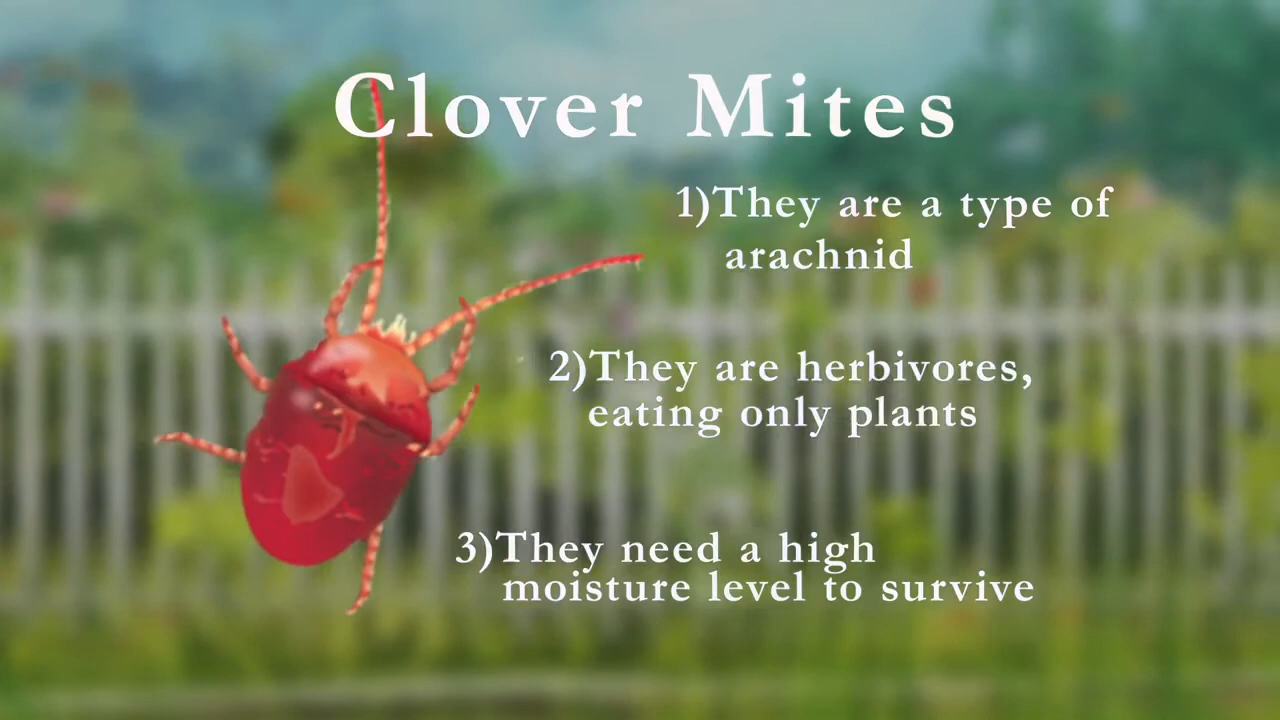 Clover Mites
1)They are a type of
arachnid
2)They are herbivores,
eating only plants
3)They need a high
moisture level to survive